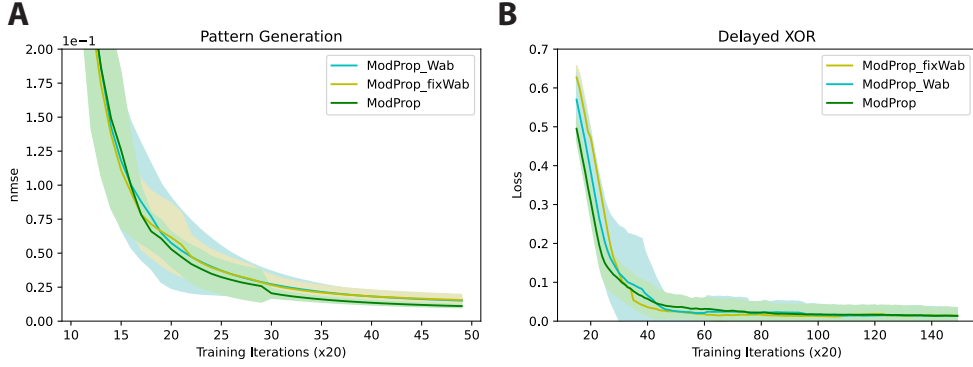 A
Pattern Generation
1e−1
2.00
1.75
1.50
1.25
1.00
0.75
0.50
0.25
0.00
nmse
10 15 20 25 30 35 40 45 50
Training Iterations (x20)
ModProp_Wab
ModProp_fixWab
ModProp
B
Delayed XOR
0.7
0.6
0.5
0.4
0.3
0.2
0.1
0.0
Loss
20 40 60 80 100 120 140
Training Iterations (x20)
ModProp_fixWab
ModProp_Wab
ModProp